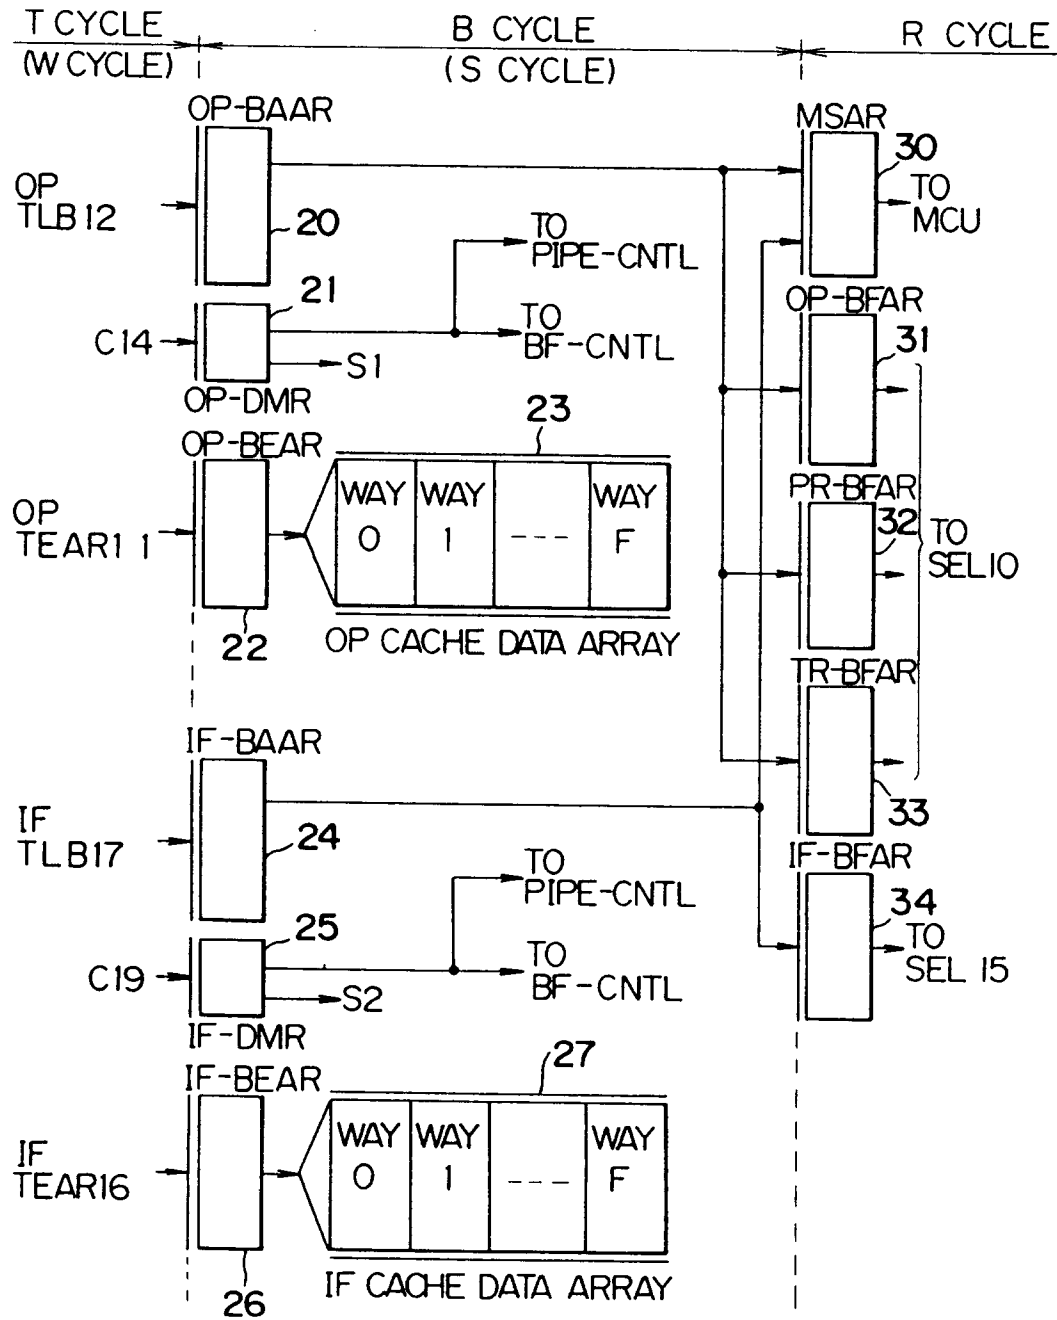 T CYCLE
(W CYCLE)
B CYCLE
(S CYCLE)
R CYCLE
OP-BAAR
MSAR
30
OP
TLB12
20
TO
MCU
TO
PIPE-CNTL
21
C14
TO
BF-CNTL
S1
OP-DMR
OP-BFAR
31
OP-BEAR
23
WAY
0
WAY
1
---
WAY
F
PR-BFAR
32
OP
TEAR1 1
TO
SEL10
22
OP CACHE DATA ARRAY
TR-BFAR
33
IF-BAAR
IF
TLB17
24
IF-BFAR
34
TO
PIPE-CNTL
25
C19
TO
BF-CNTL
S2
TO
SEL 15
IF-DMR
IF-BEAR
27
WAY
0
WAY
1
---
WAY
F
IF
TEAR16
26
IF CACHE DATA ARRAY